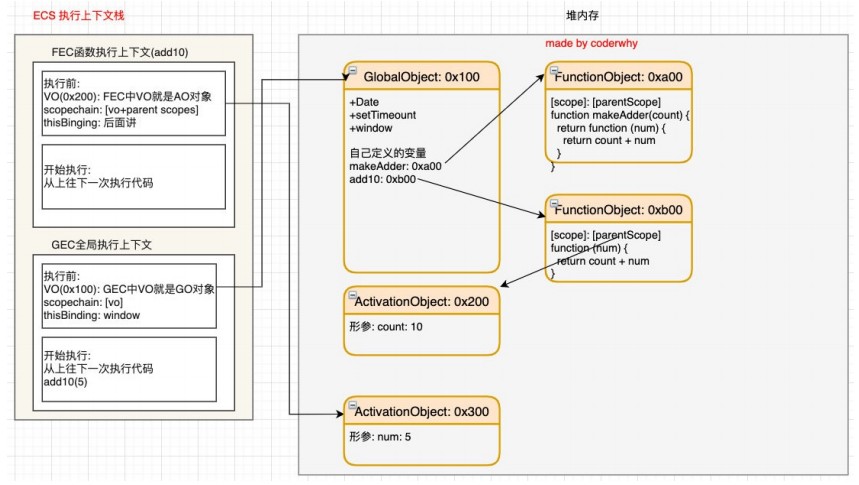 ECS 执行上下文栈
堆内存
made by coderwhy
FEC函数执行上下文(add10)
执行前:
VO(0x200): FEC中VO就是AO对象
scopechain: [vo+parent scopes]
thisBinging: 后面讲
开始执行:
从上往下一次执行代码
GEC全局执行上下文
执行前:
VO(0x100): GEC中VO就是GO对象
scopechain: [vo]
thisBinding: window
开始执行:
从上往下一次执行代码
add10(5)
GlobalObject: 0x100
+Date
+setTimeount
+window
自己定义的变量
makeAdder: 0xa00
add10: 0xb00
FunctionObject: 0xa00
[scope]: [parentScope]
function makeAdder(count) {
return function (num) {
return count + num
}
}
FunctionObject: 0xb00
[scope]: [parentScope]
function (num) {
return count + num
}
ActivationObject: 0x200
形参: count: 10
ActivationObject: 0x300
形参: num: 5